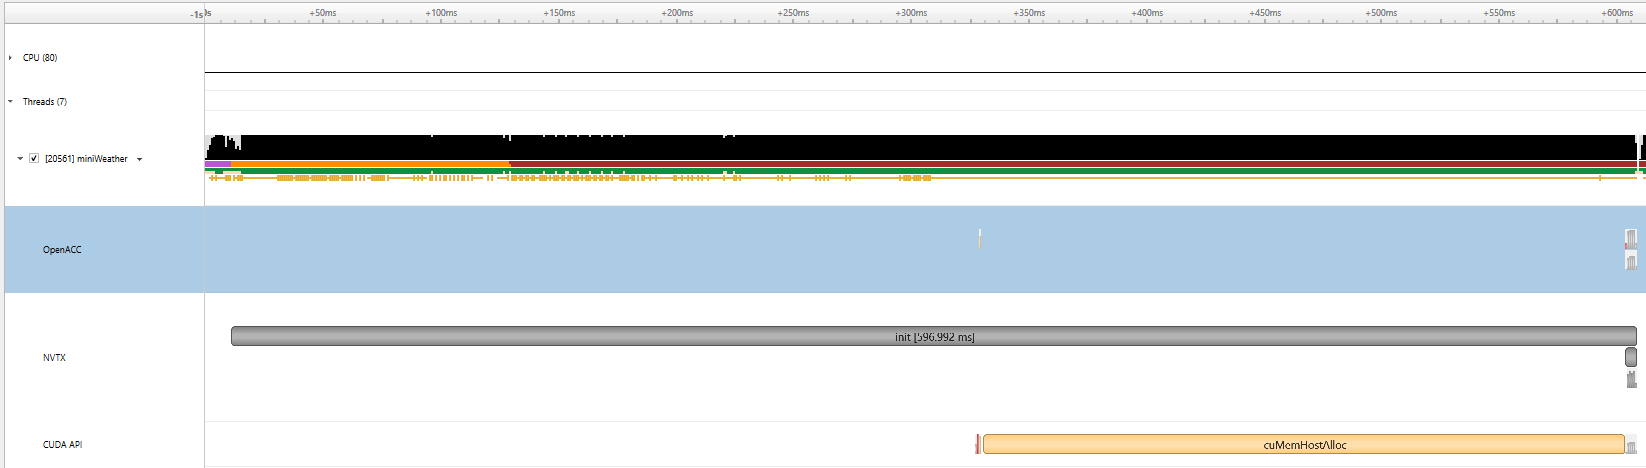 -1s 0s +50ms +100ms +150ms +200ms +250ms +300ms +350ms +400ms +450ms +500ms +550ms +600ms
CPU (80)
Threads (7)
[20561] miniWeather
OpenACC
init [596.992 ms]
NVTX
CUDA API
cuMemHostAlloc